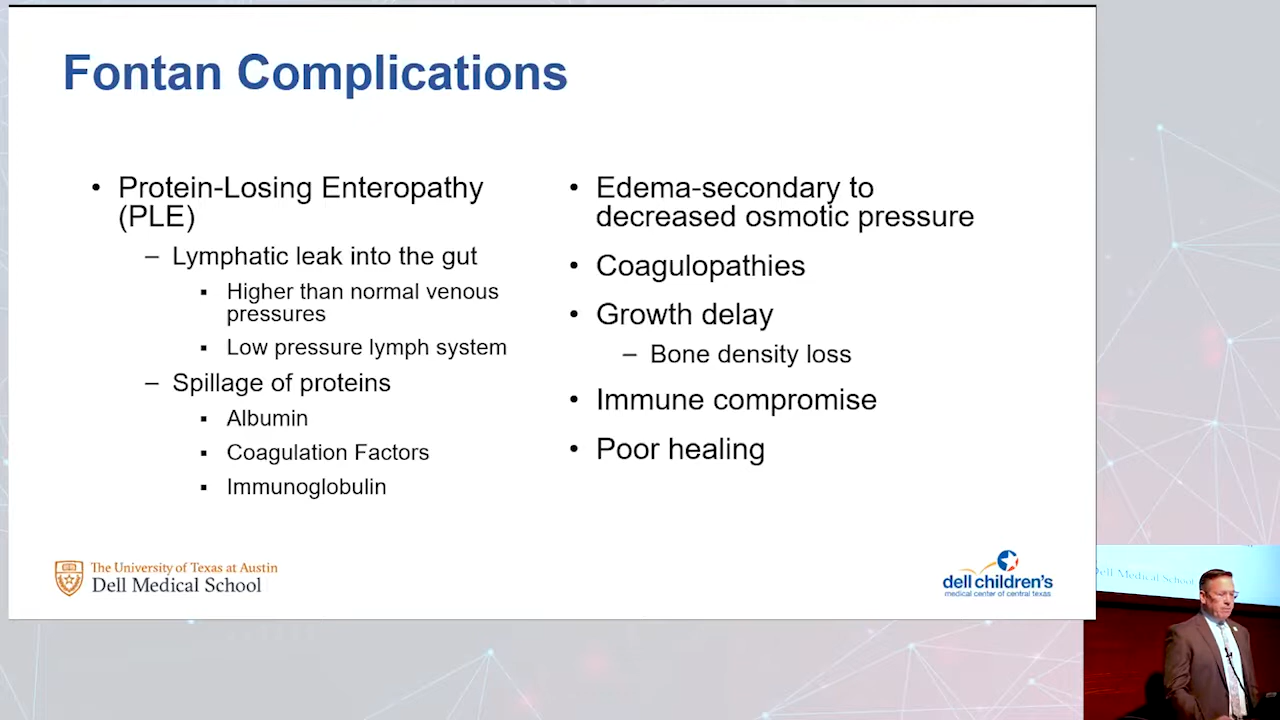 Fontan Complications
• Protein-Losing Enteropathy
(PLE)
– Lymphatic leak into the gut
▪ Higher than normal venous
pressures
▪ Low pressure lymph system
– Spillage of proteins
▪ Albumin
▪ Coagulation Factors
▪ Immunoglobulin
• Edema-secondary to
decreased osmotic pressure
• Coagulopathies
• Growth delay
– Bone density loss
• Immune compromise
• Poor healing
The University of Texas at Austin
Dell Medical School
dell children's
medical center of central texas
Dell Medical School